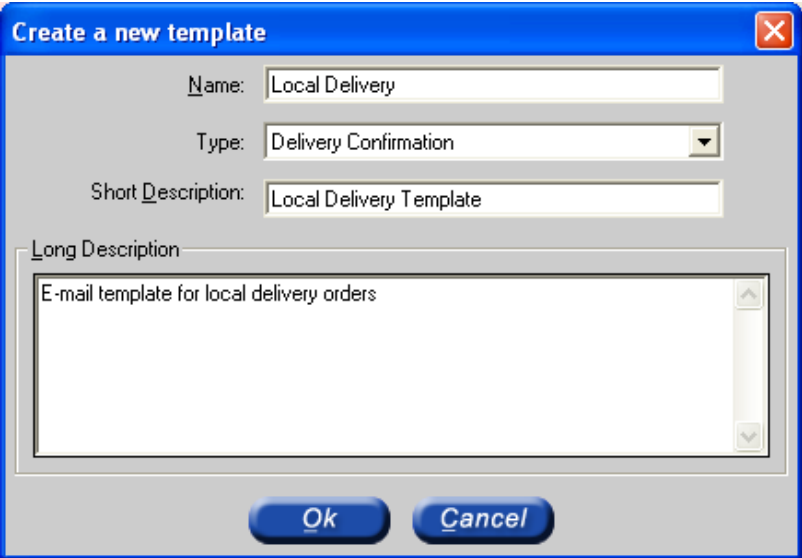 Create a new template
Name: Local Delivery
Type: Delivery Confirmation
Short Description: Local Delivery Template
Long Description
E-mail template for local delivery orders
Ok Cancel